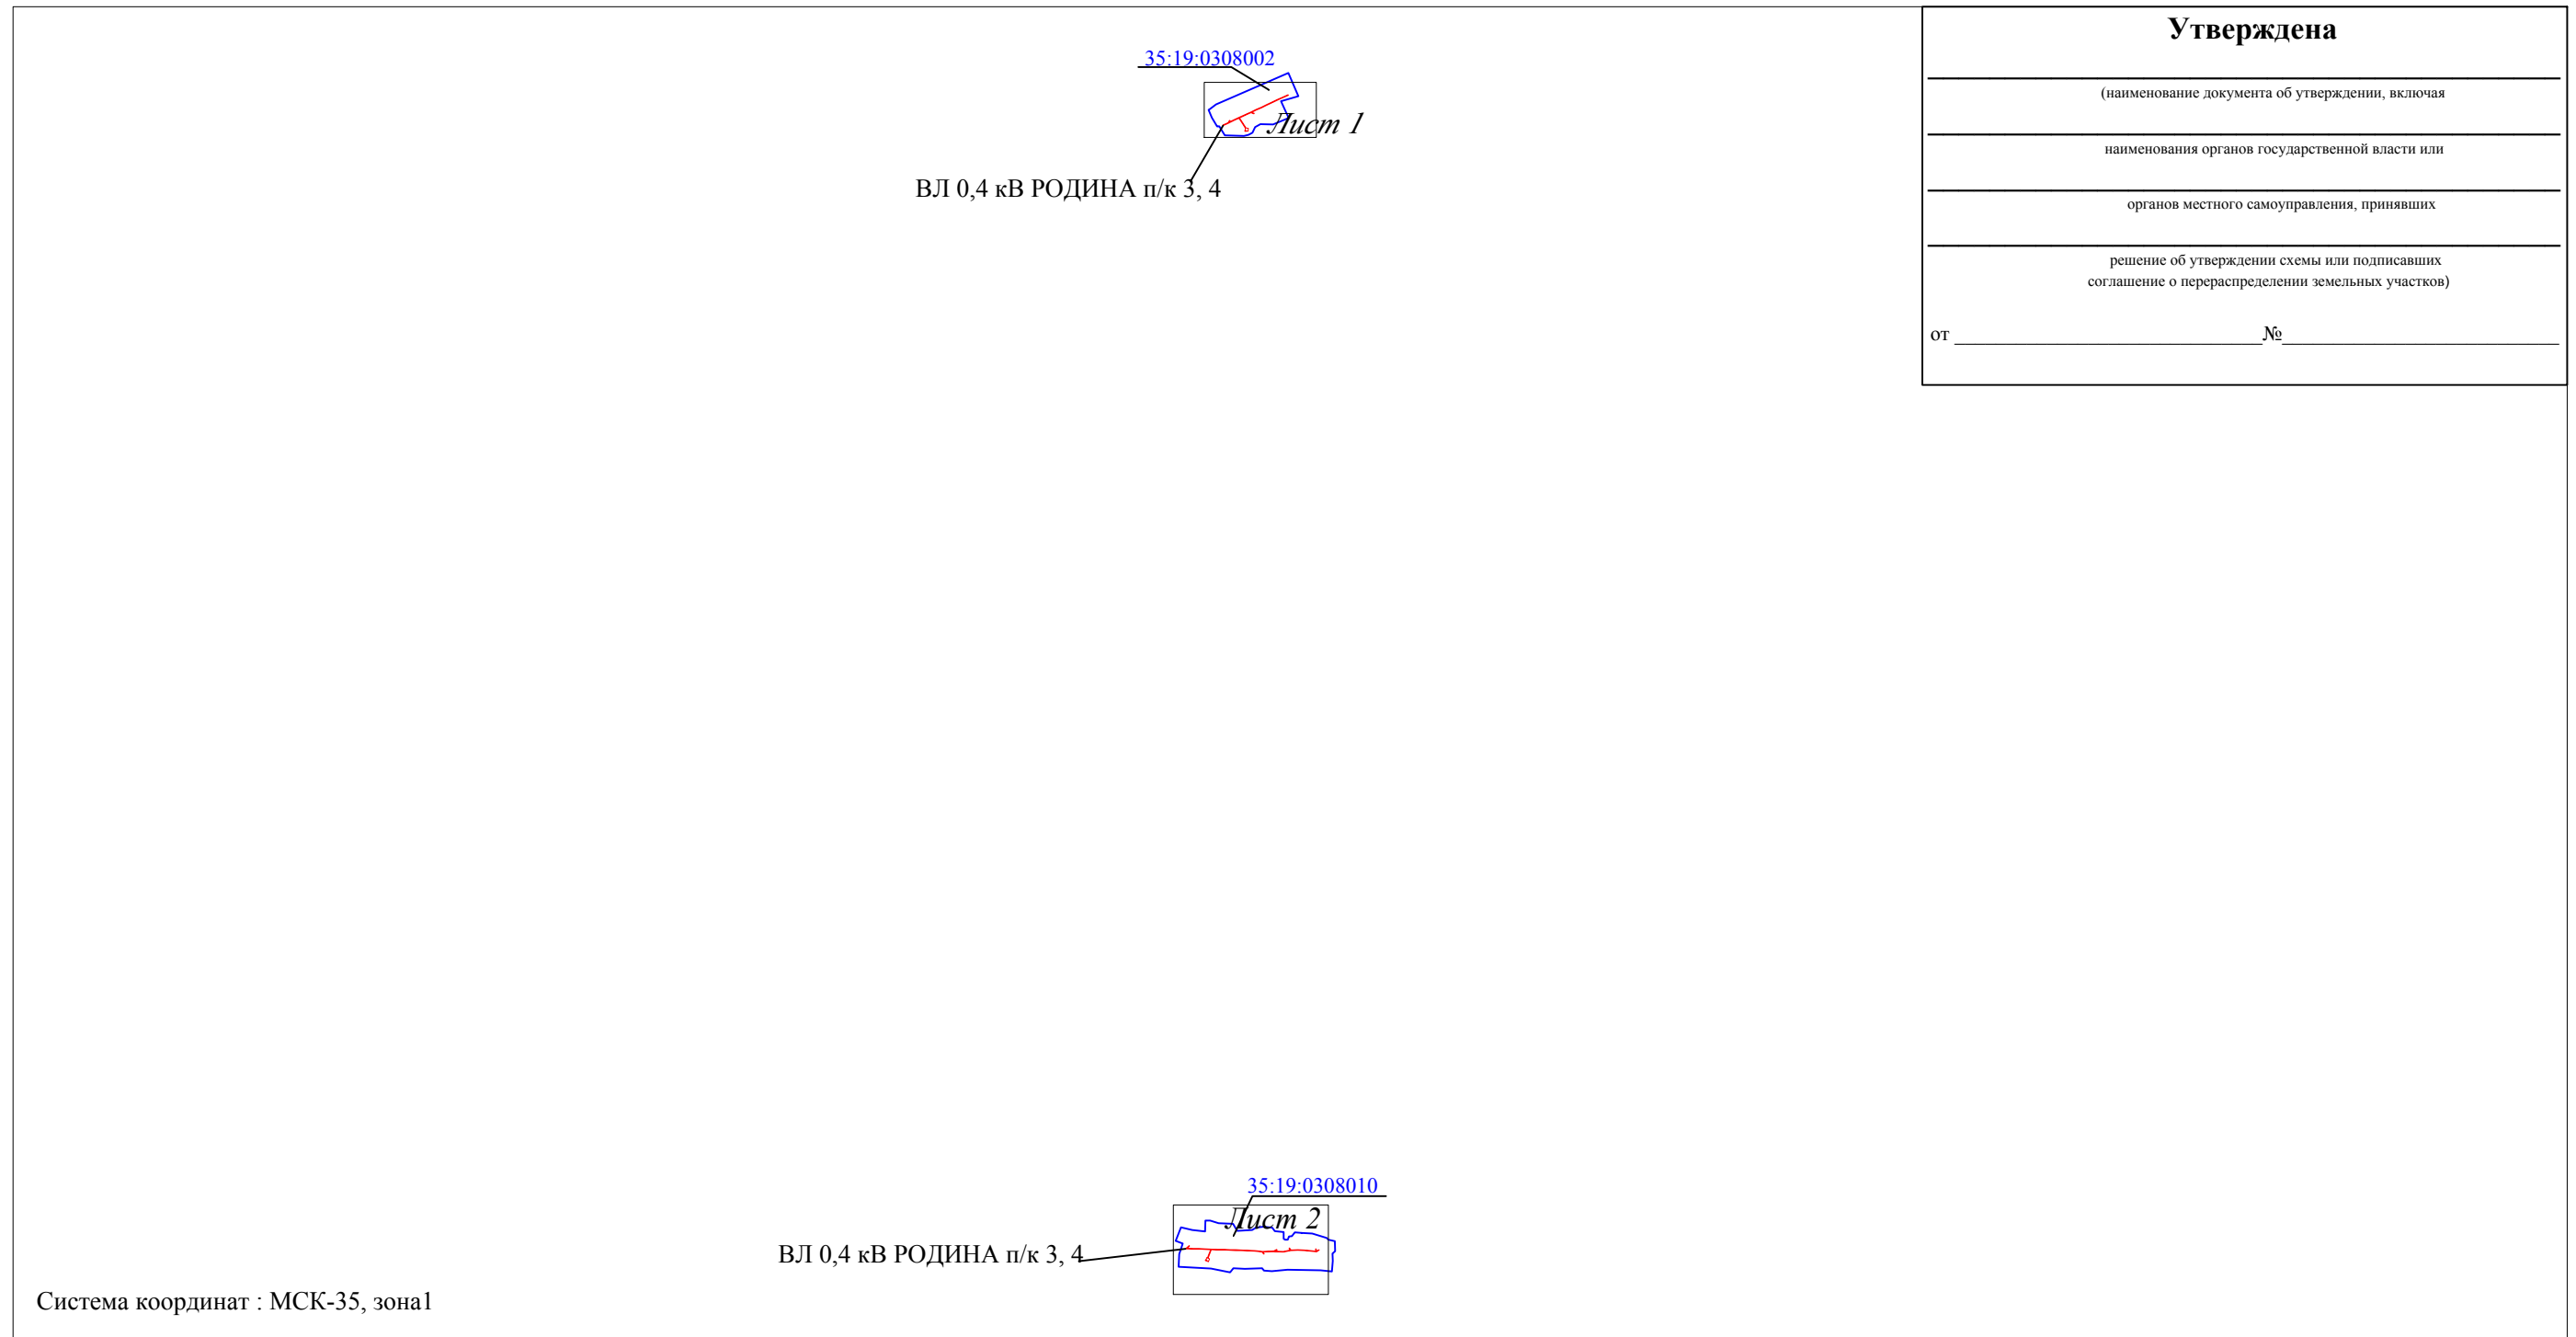 Утверждена
(наименование документа об утверждении, включая
наименования органов государственной власти или
органов местного самоуправления, принявших
решение об утверждении схемы или подписавших
соглашение о перераспределении земельных участков)
от ______________________________№___________________________
35:19:0308002
Лист 1
ВЛ 0,4 кВ РОДИНА п/к 3, 4
35:19:0308010
Лист 2
ВЛ 0,4 кВ РОДИНА п/к 3, 4
Система координат : МСК-35, зона1